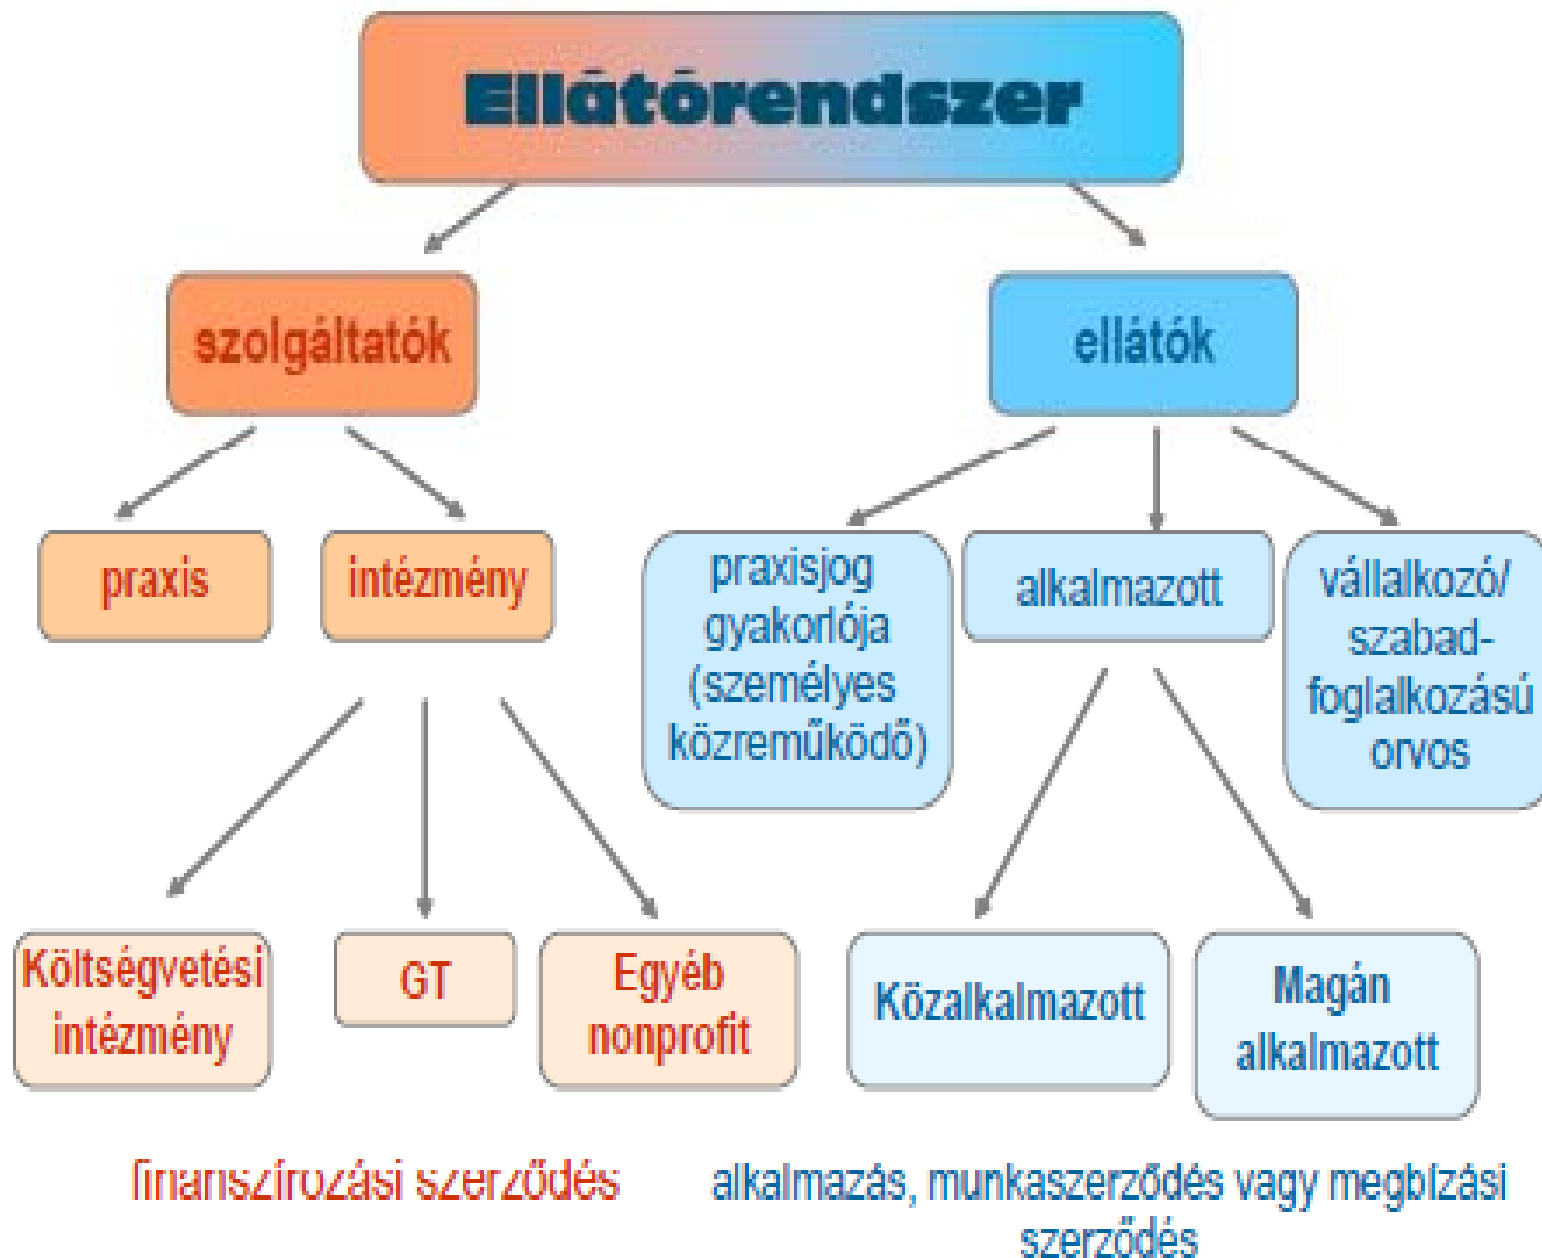 Ellátórendszer
szolgáltatók
ellátók
praxis
intézmény
praxisjog
gyakorlója
(személyes
közreműködő)
alkalmazott
vállalkozó/
szabad-
foglalkozású
orvos
Költségvetési
intézmény
GT
Egyéb
nonprofit
Közalkalmazott
Magán
alkalmazott
finanszírozási szerződés
alkalmazás, munkaszerződés vagy megbízási
szerződés